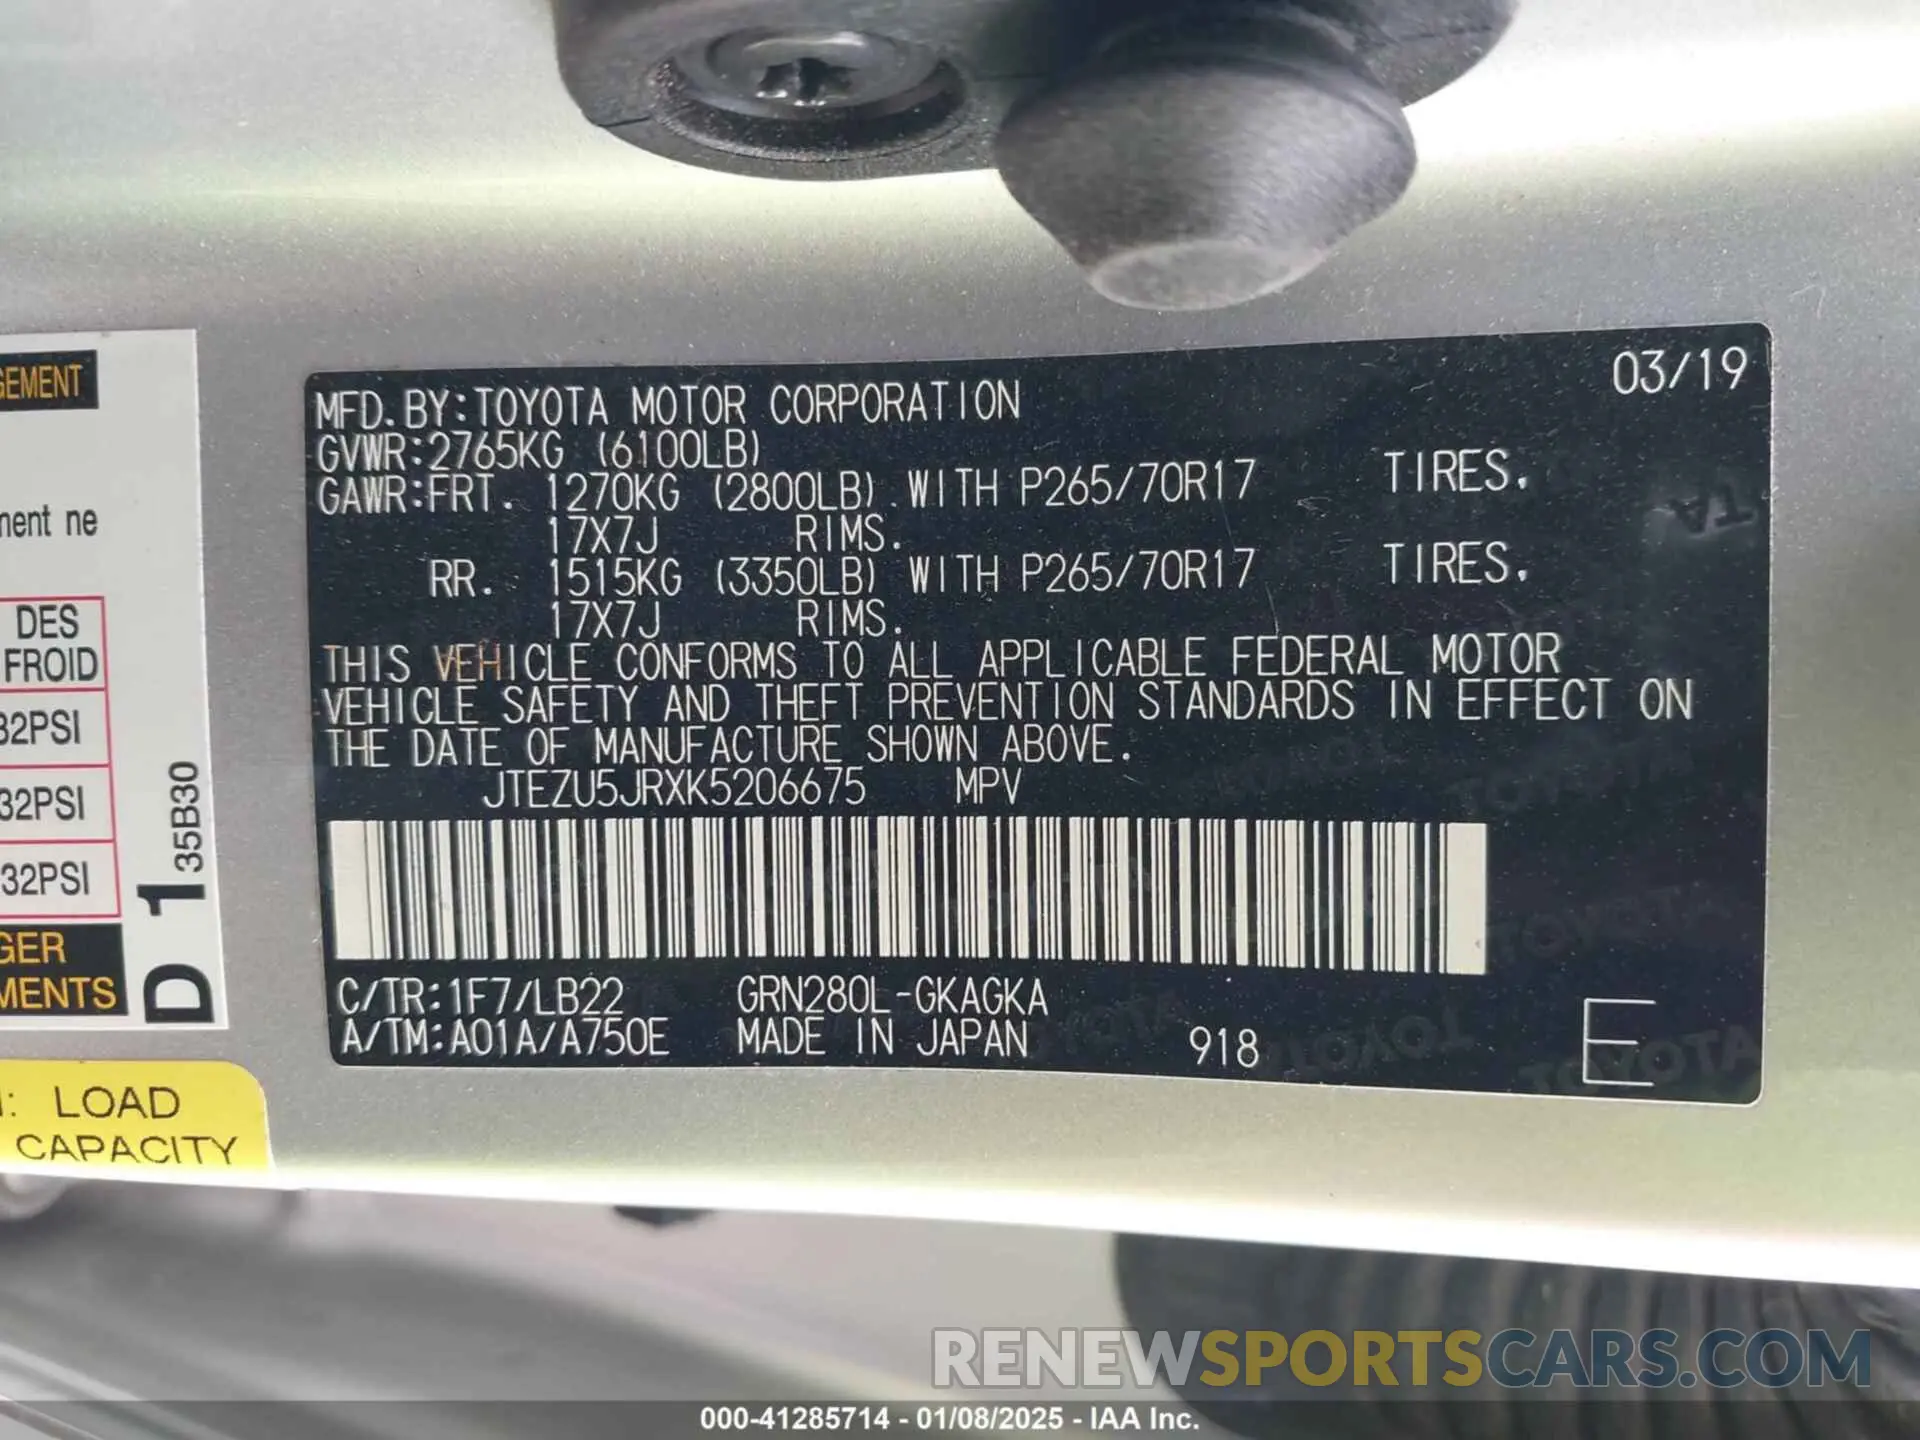 03/19
MFD.BY:TOYOTA MOTOR CORPORATION
GVWR:2765KG (6100LB)
GAWR:FRT. 1270KG (2800LB) WITH P265/70R17 TIRES.
17X7J RIMS.
RR. 1515KG (3350LB) WITH P265/70R17 TIRES.
17X7J RIMS.
THIS VEHICLE CONFORMS TO ALL APPLICABLE FEDERAL MOTOR
VEHICLE SAFETY AND THEFT PREVENTION STANDARDS IN EFFECT ON
THE DATE OF MANUFACTURE SHOWN ABOVE.
JTEZU5JRXK5206675 MPV
C/TR:1F7/LB22 GRN280L-GKAGKA
A/TM:A01A/A750E MADE IN JAPAN 918 E
GEMENT
ment ne
DES
FROID
32PSI
32PSI
32PSI
GER
MENTS
D 1 35B30
: LOAD
CAPACITY
RENEWSPORTSCARS.COM
000-41285714 - 01/08/2025 - IAA Inc.